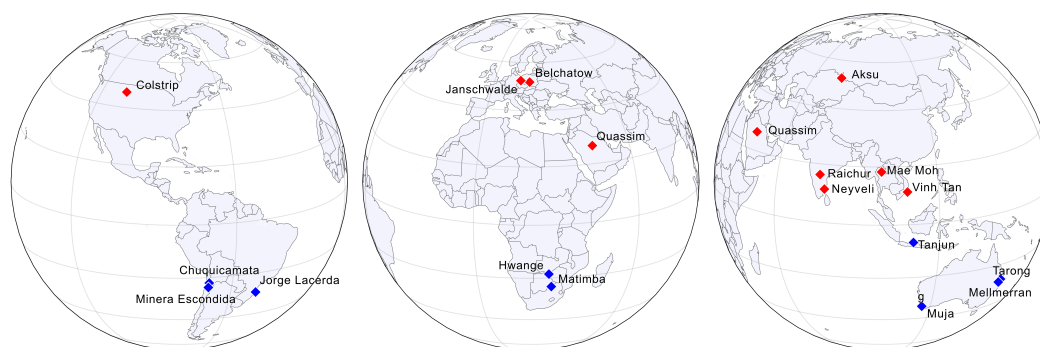 Colstrip
Chuquicamata
Jorge Lacerda
Minera Escondida
Belchatow
Janschwalde
Quassim
Hwange
Matimba
Aksu
Quassim
Raichur
Mae Moh
Neyveli
Vinh Tan
Tanjun
Tarong
Mellmerran
g
Muja